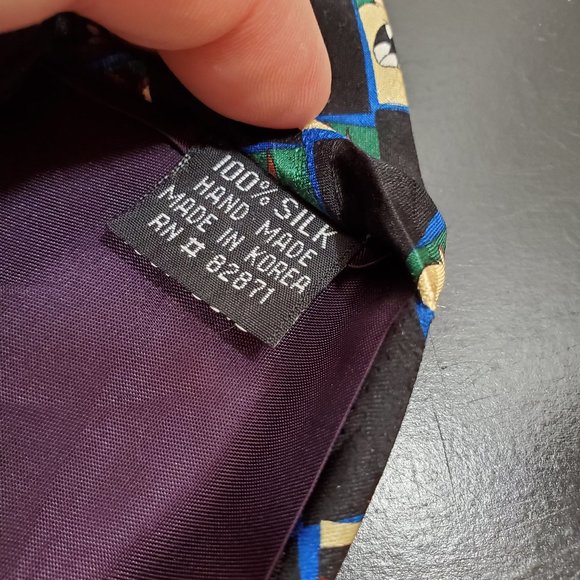 100% SILK
HAND MADE
MADE IN KOREA
RN # 82871